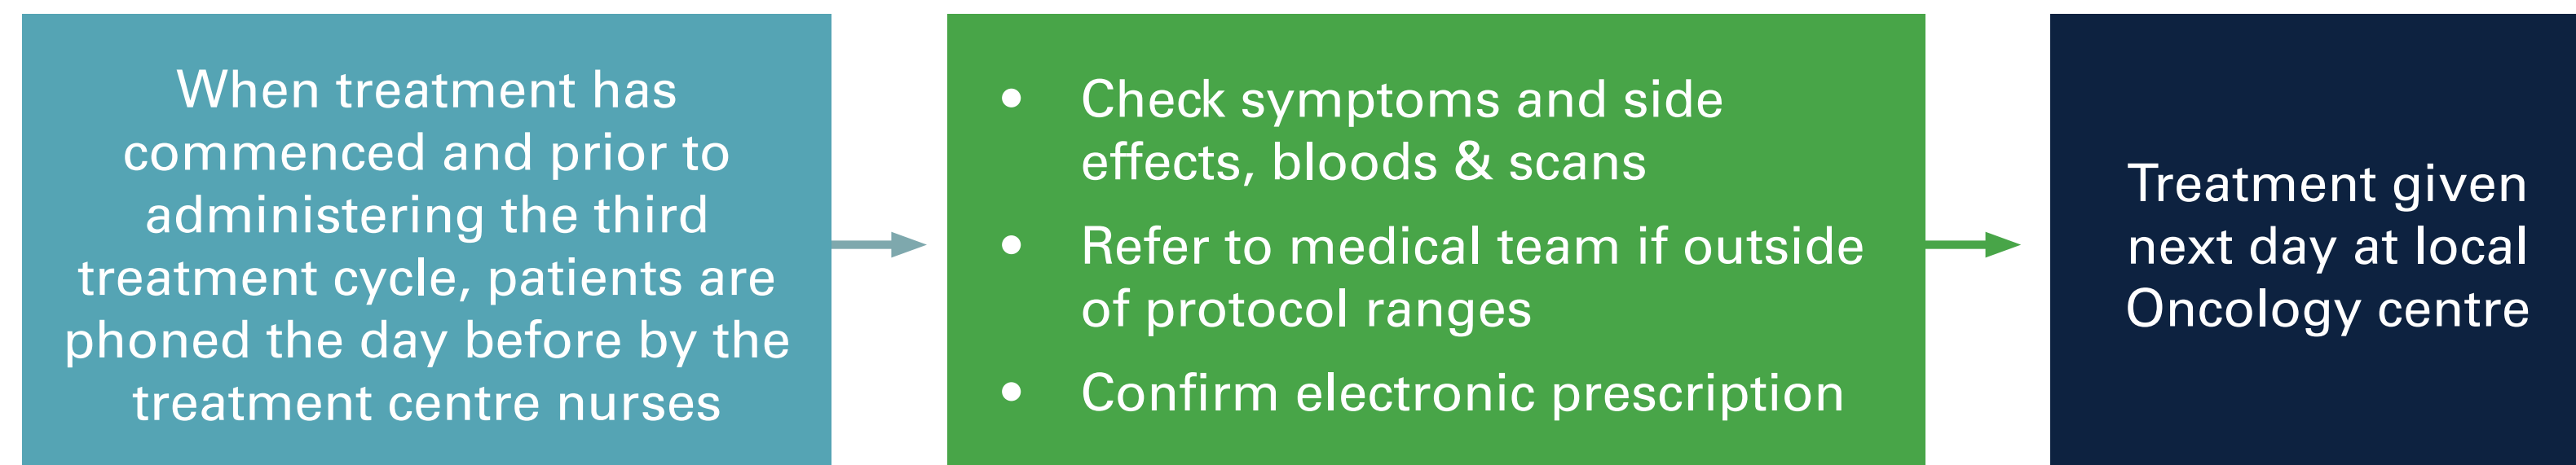 When treatment has
commenced and prior to
administering the third
treatment cycle, patients are
phoned the day before by the
treatment centre nurses
• Check symptoms and side
effects, bloods & scans
• Refer to medical team if outside
of protocol ranges
• Confirm electronic prescription
Treatment given
next day at local
Oncology centre